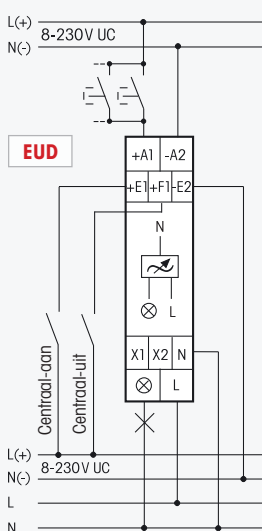 L(+)
8-230V UC
N(-)
EUD
+A1 -A2
+E1 +F1 -E2
N
L
Centraal-aan
Centraal-uit
X1 X2 N
L
L(+)
8-230V UC
N(-)
L
N